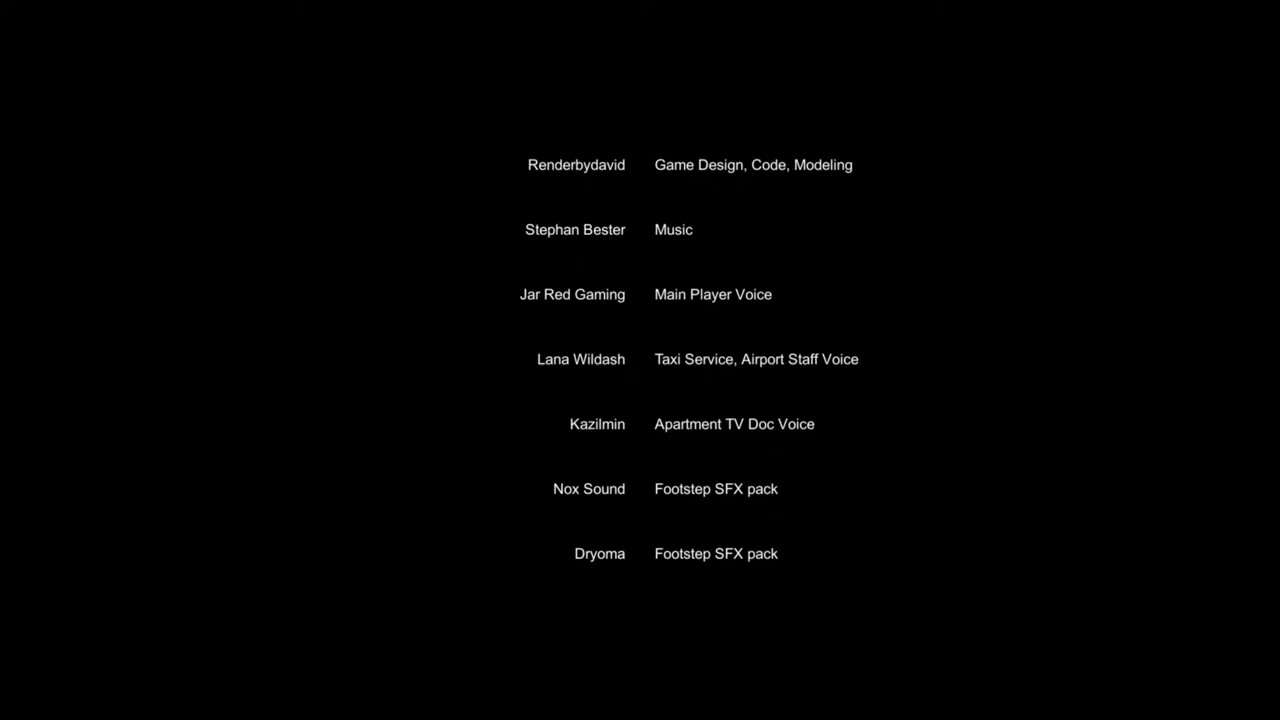 Renderbydavid Game Design, Code, Modeling
Stephan Bester Music
Jar Red Gaming Main Player Voice
Lana Wildash Taxi Service, Airport Staff Voice
Kazilmin Apartment TV Doc Voice
Nox Sound Footstep SFX pack
Dryoma Footstep SFX pack